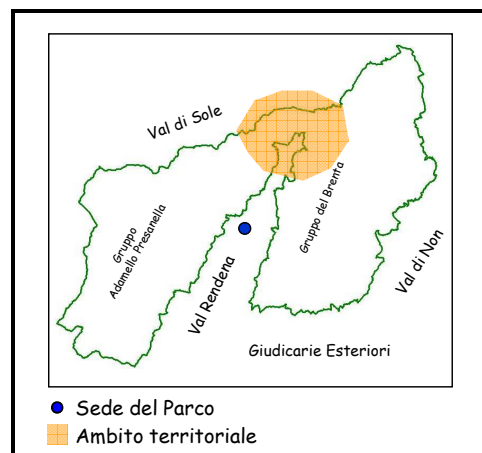 Val di Sole
Gruppo
Adamello Presanella
Gruppo del Brenta
Val Rendena
Val di Non
Giudicarie Esteriori
Sede del Parco
Ambito territoriale